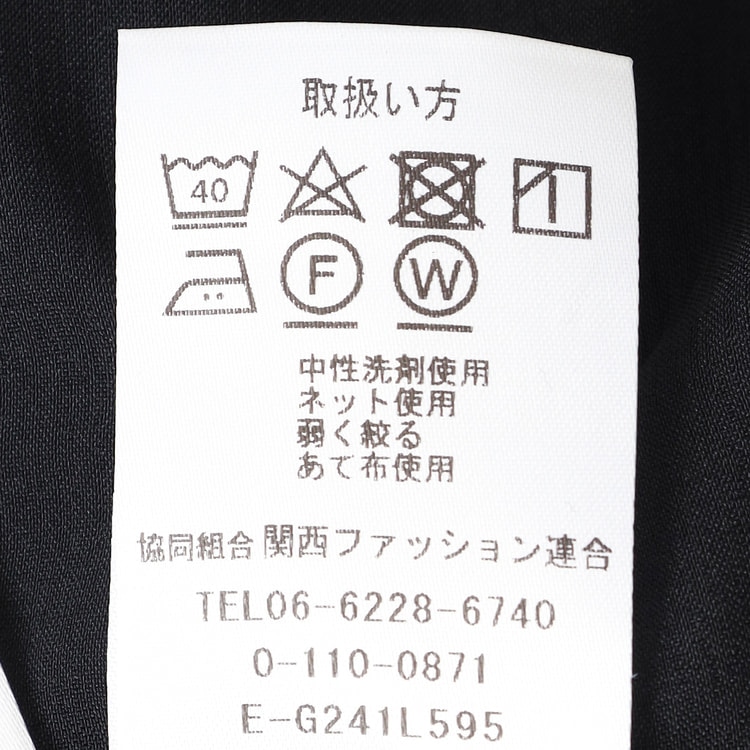 取扱い方
40
F W
中性洗剤使用
ネット使用
弱く絞る
あて布使用
協同組合 関西ファッション連合
TEL06-6228-6740
0-110-0871
E-G241L595